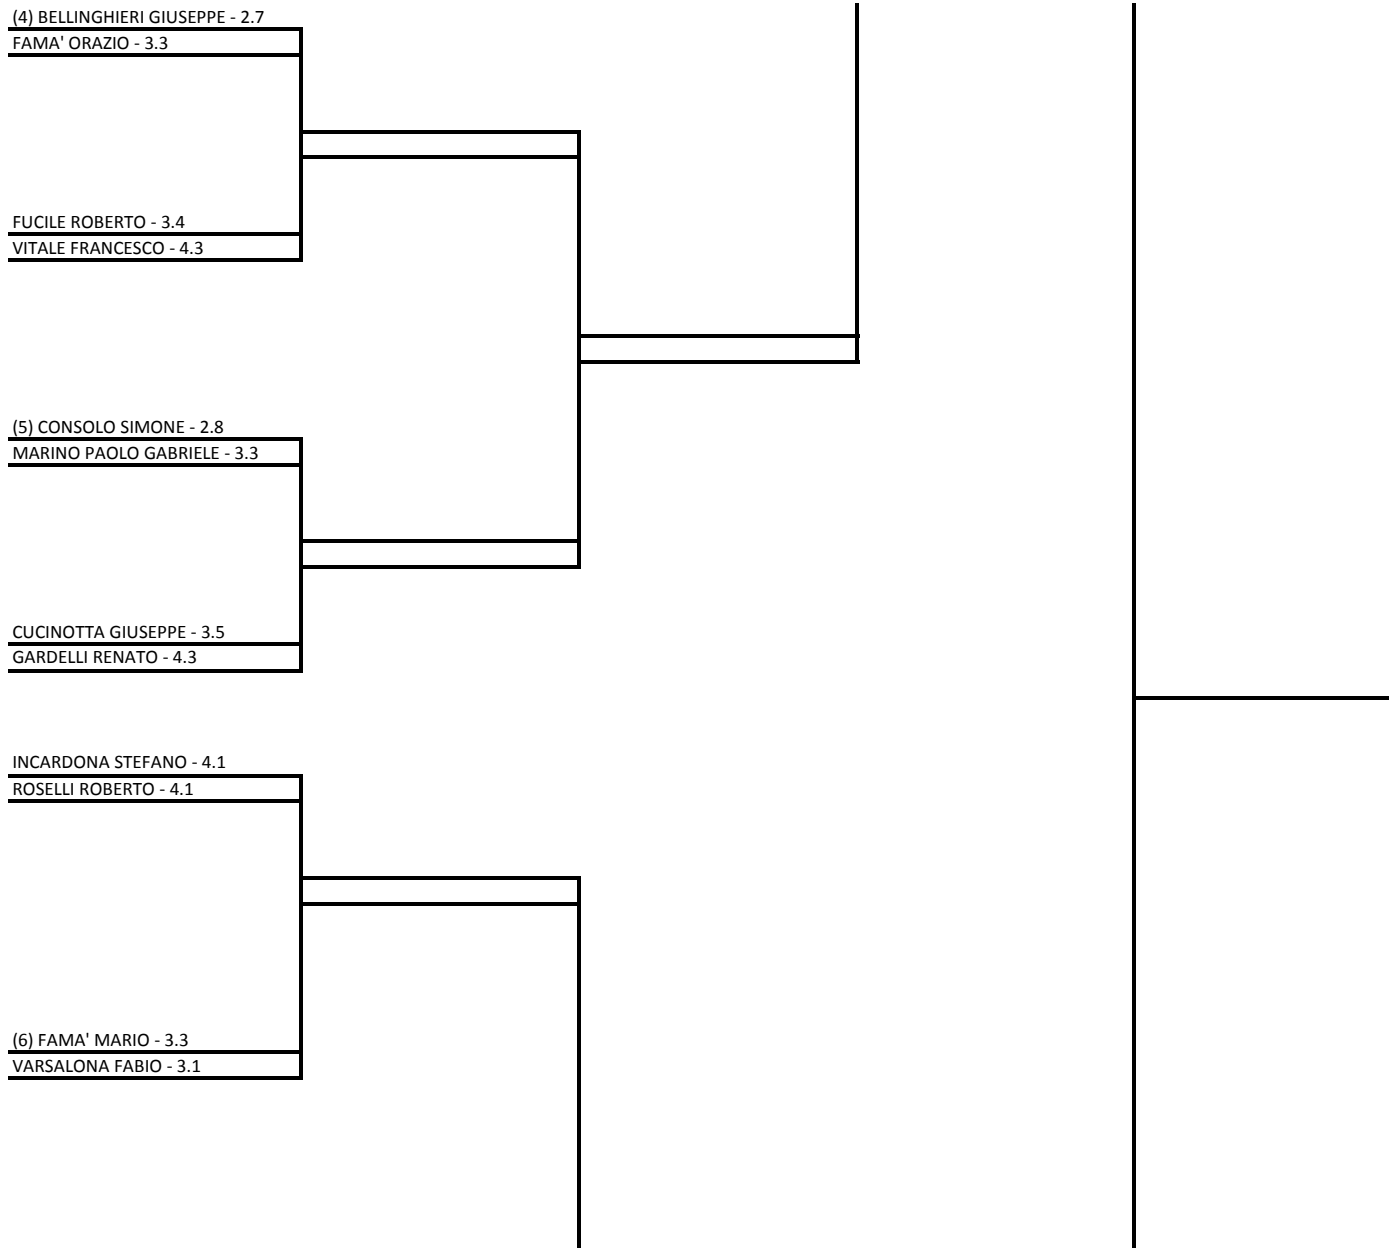 (4) BELLINGHIERI GIUSEPPE - 2.7
FAMA' ORAZIO - 3.3
FUCILE ROBERTO - 3.4
VITALE FRANCESCO - 4.3
(5) CONSOLO SIMONE - 2.8
MARINO PAOLO GABRIELE - 3.3
CUCINOTTA GIUSEPPE - 3.5
GARDELLI RENATO - 4.3
INCARDONA STEFANO - 4.1
ROSELLI ROBERTO - 4.1
(6) FAMA' MARIO - 3.3
VARSALONA FABIO - 3.1